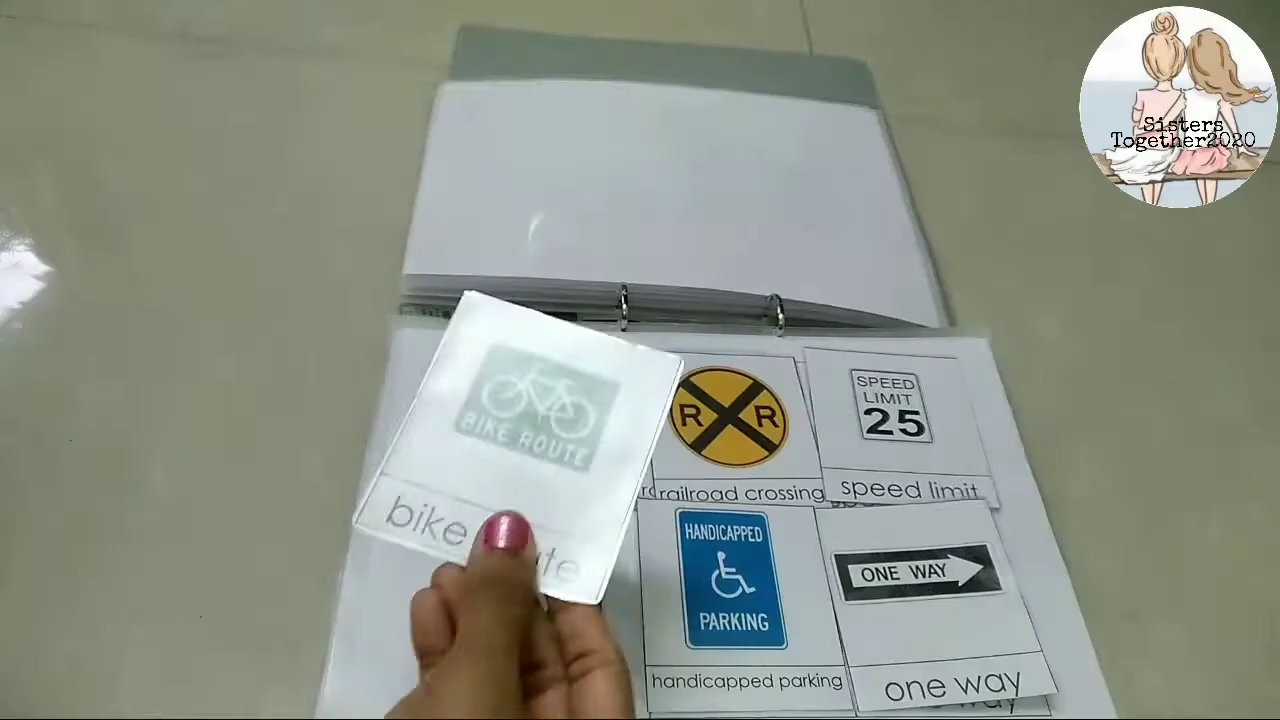 Sisters
Together2020
BIKE ROUTE
bike
R R
railroad crossing
SPEED
LIMIT
25
speed limit
HANDICAPPED
PARKING
handicapped parking
ONE WAY
one way